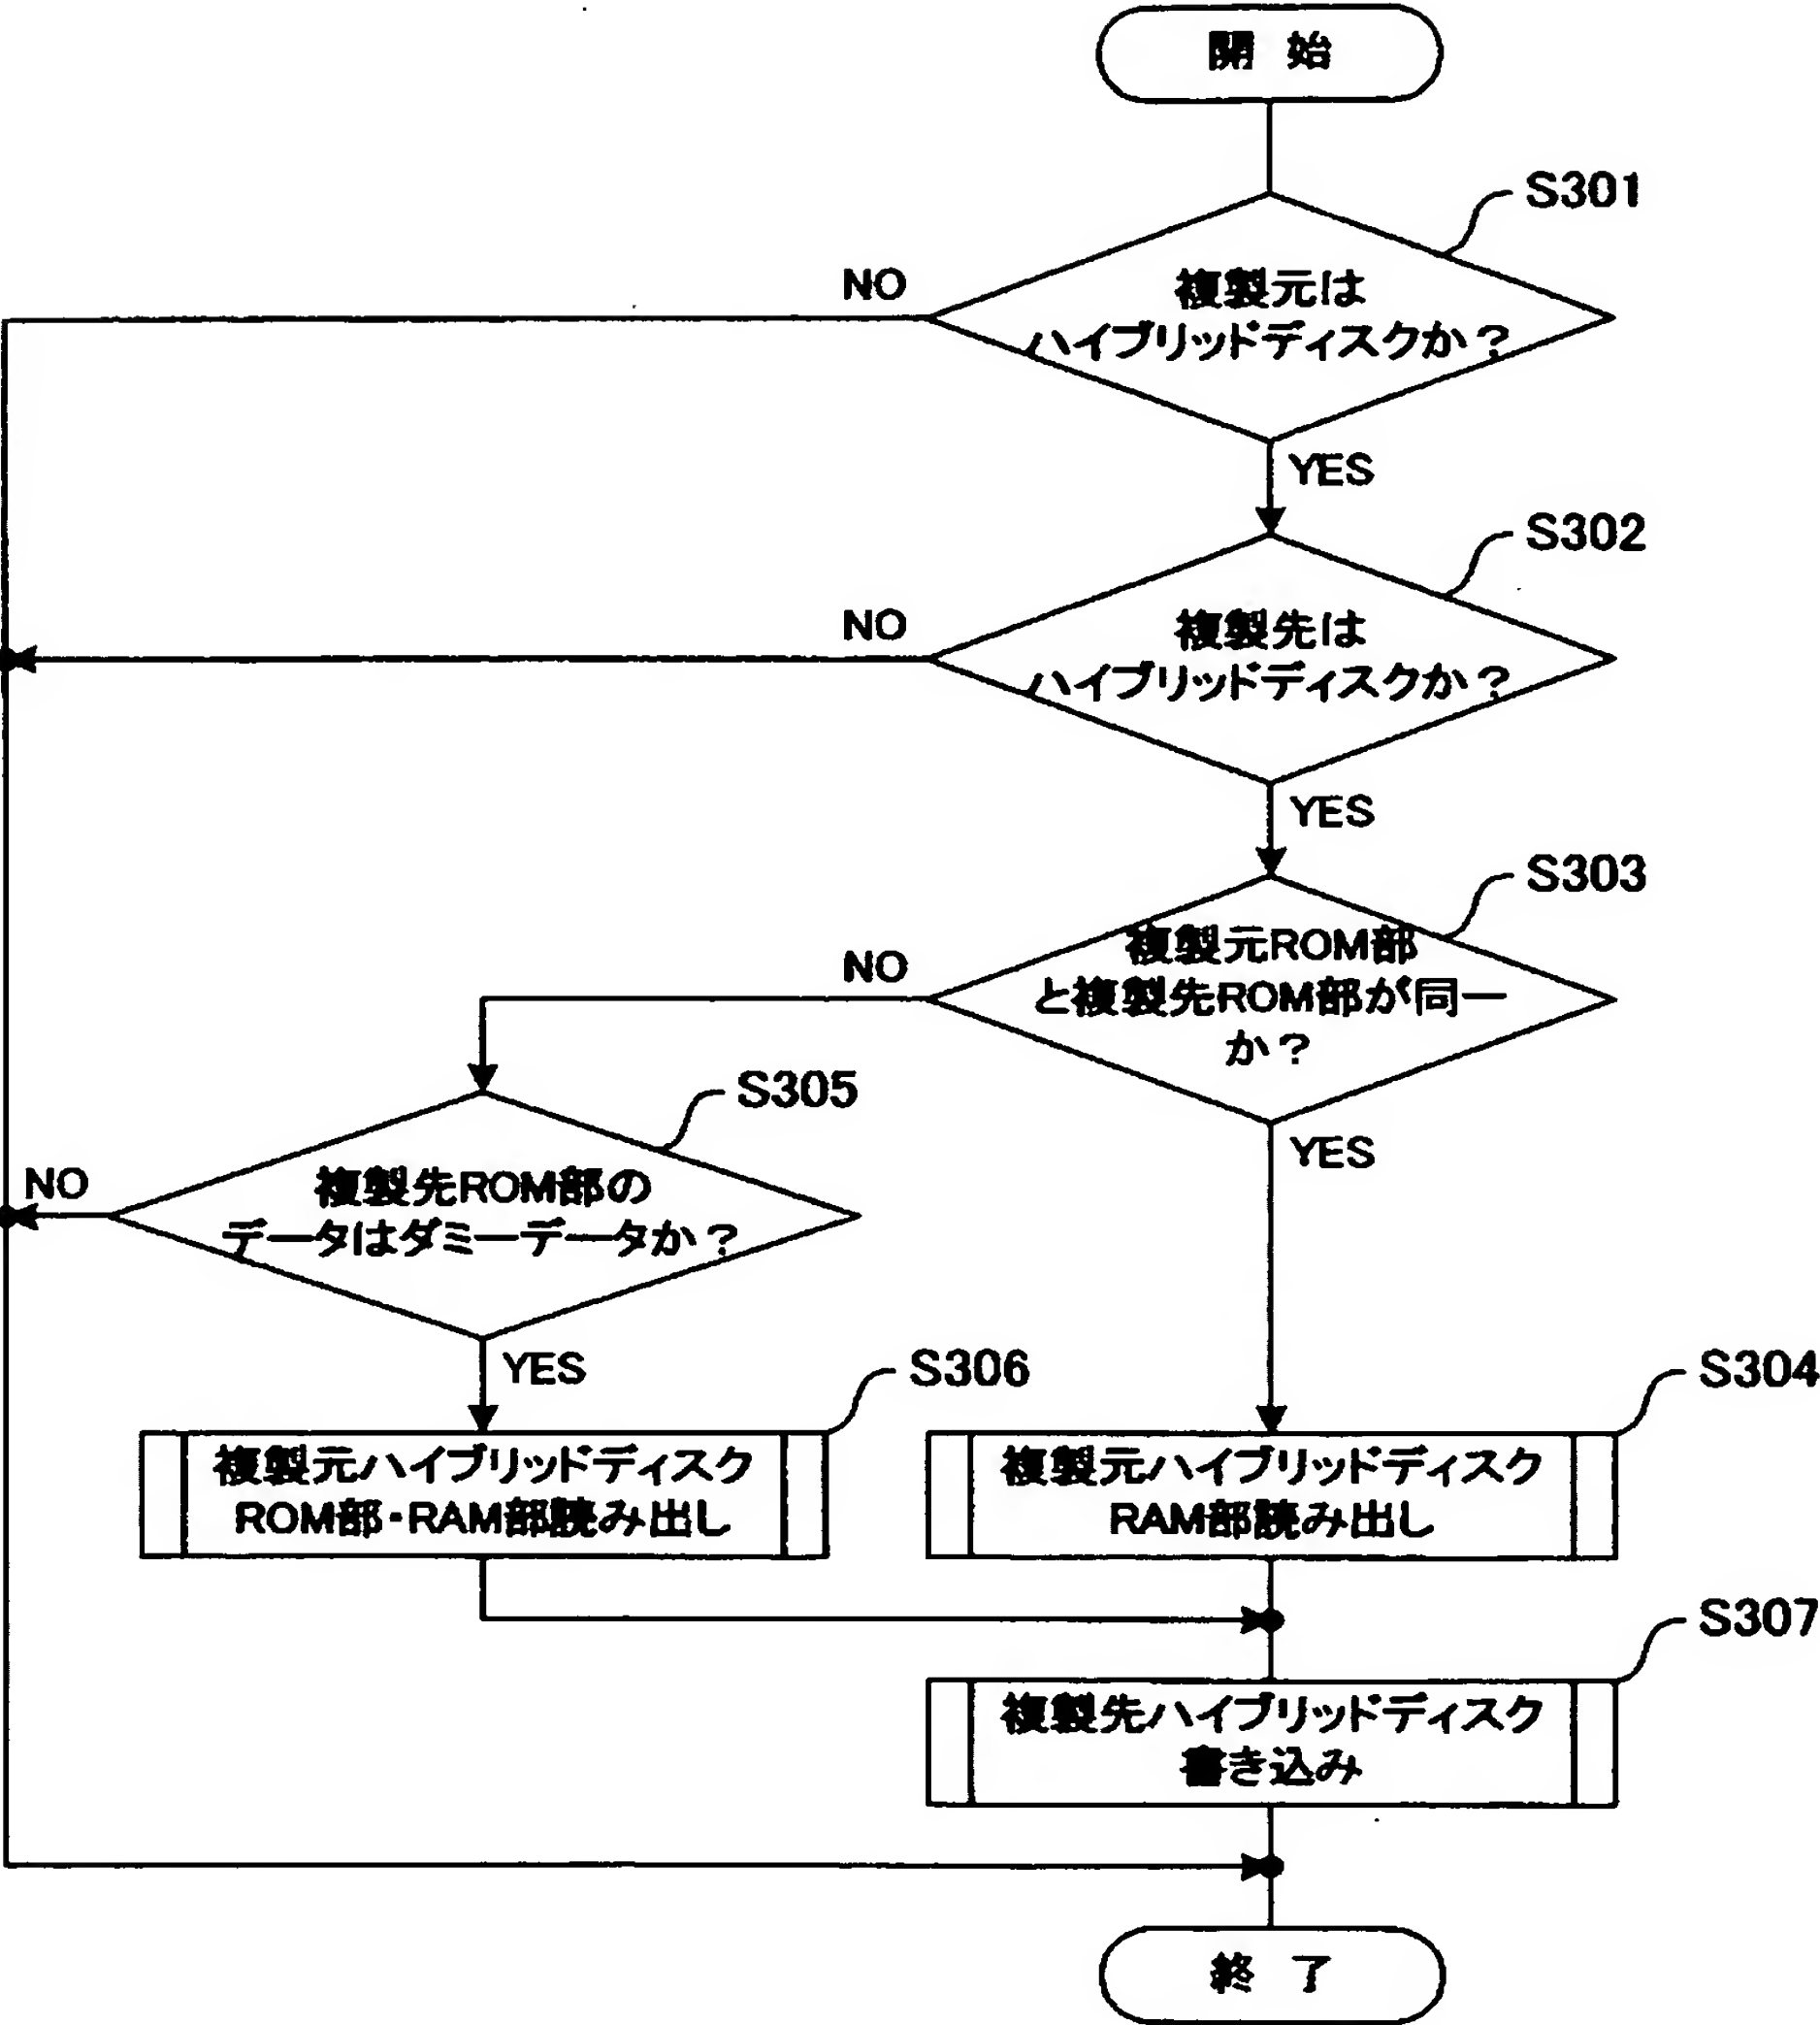 開 始
S301
複製元は
ハイブリッドディスクか?
NO
YES
S302
複製先は
ハイブリッドディスクか?
NO
YES
S303
複製元ROM部
と複製先ROM部が同一
か?
NO
YES
S305
複製先ROM部の
データはダミーデータか?
NO
YES
S306
複製元ハイブリッドディスク
ROM部・RAM部読み出し
S304
複製元ハイブリッドディスク
RAM部読み出し
S307
複製先ハイブリッドディスク
書き込み
終 了